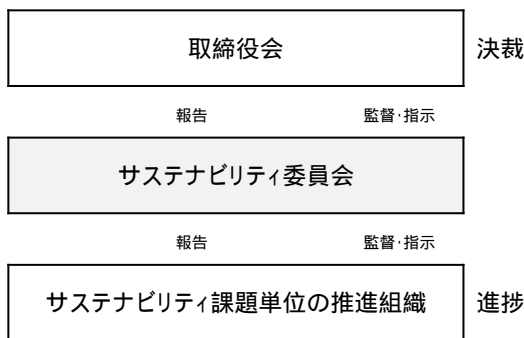 取締役会 決裁
報告 監督・指示
サステナビリティ委員会
報告 監督・指示
サステナビリティ課題単位の推進組織 進捗